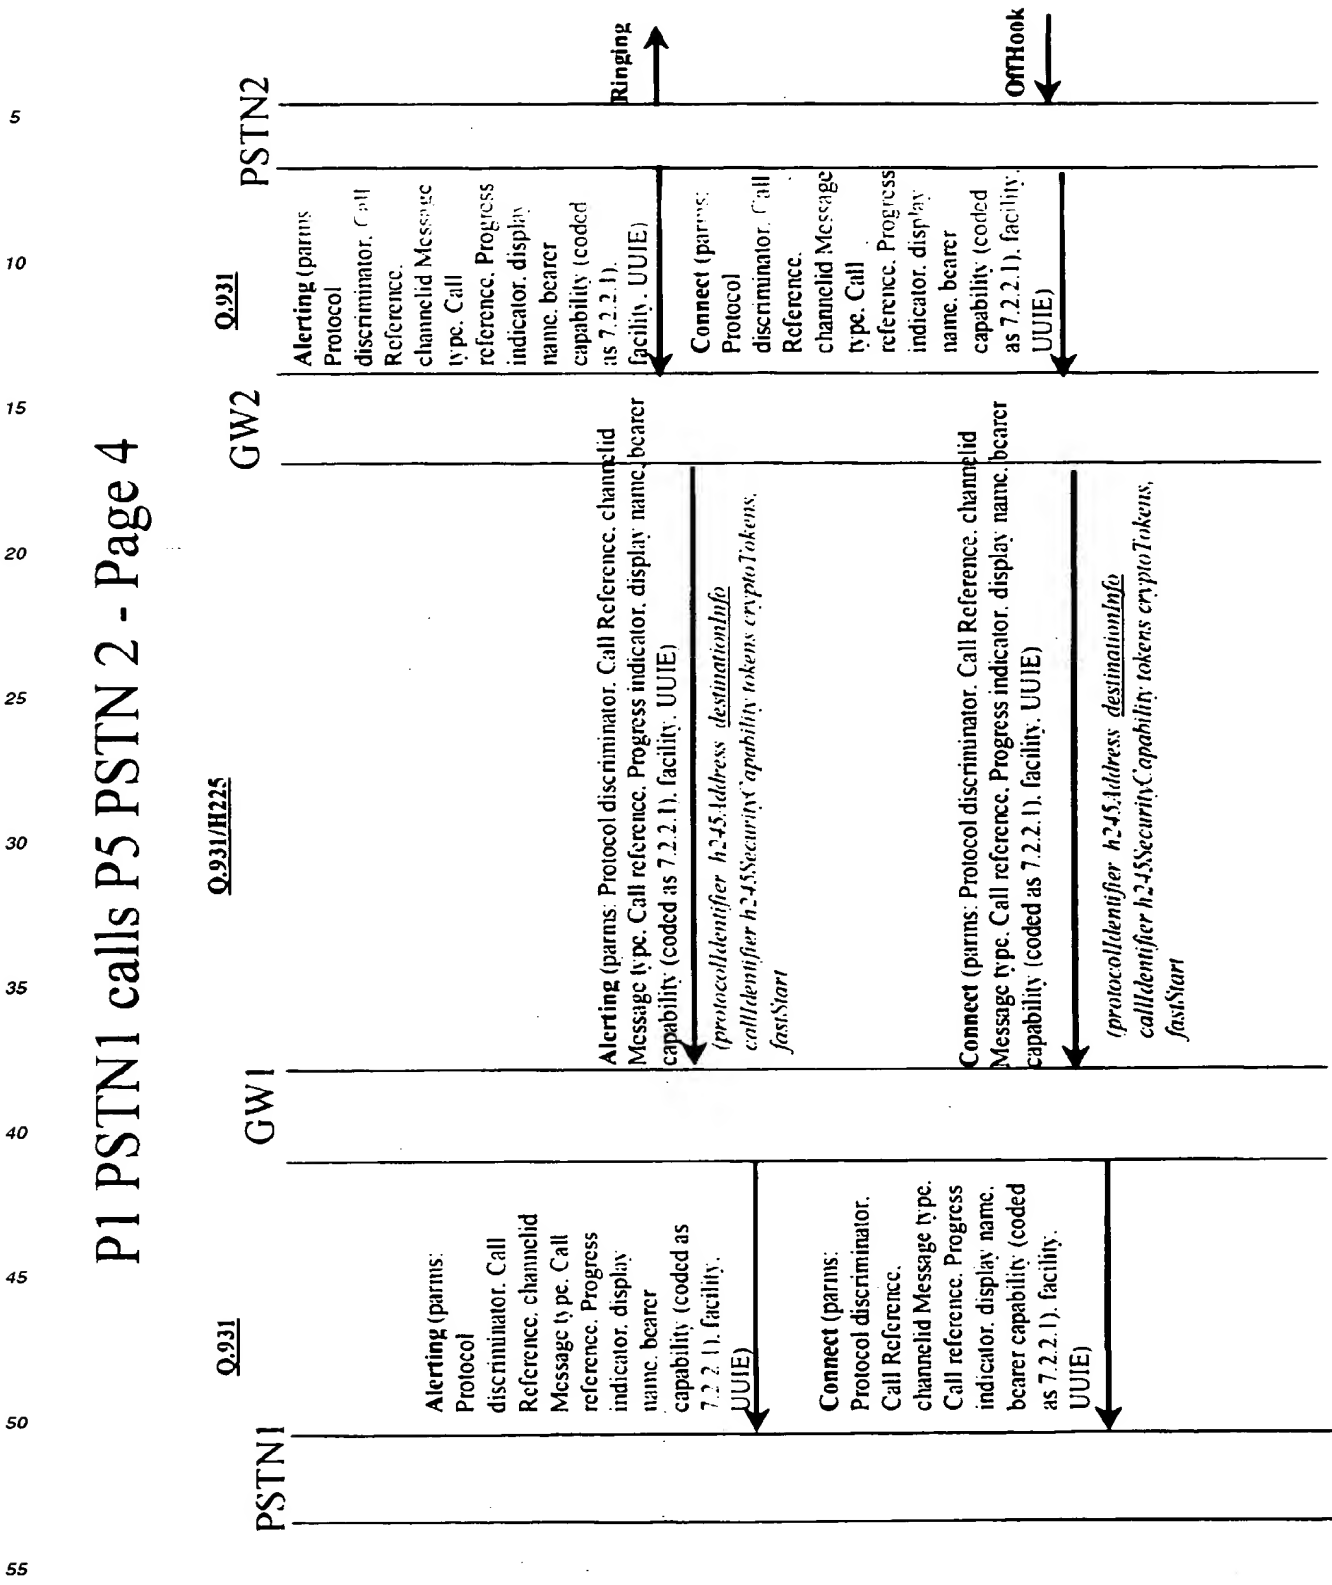 P1 PSTN1 calls P5 PSTN 2 - Page 4
Q.931
Q.931/H225
Q.931
PSTN1
GW1
GW2
PSTN2
Ringing
Alerting (parms
Protocol
discriminator. Call
Reference.
channelid Message
type. Call
reference. Progress
indicator. display
name. bearer
capability (coded
as 7.2.2.1).
facility. UUIE)
Alerting (parms: Protocol discriminator. Call Reference. channelid
Message type. Call reference. Progress indicator. display name. bearer
capability (coded as 7.2.2.1). facility. UUIE)
(protocolIdentifier h245Address destinationInfo
callIdentifier h245SecurityCapability tokens cryptoTokens,
fastStart
Alerting (parms:
Protocol
discriminator. Call
Reference. channelid
Message type. Call
reference. Progress
indicator. display
name. bearer
capability (coded as
7.2.2.1). facility.
UUIE)
OffHook
Connect (parms:
Protocol
discriminator. Call
Reference.
channelid Message
type. Call
reference. Progress
indicator. display
name. bearer
capability (coded
as 7.2.2.1). facility.
UUIE)
Connect (parms: Protocol discriminator. Call Reference. channelid
Message type. Call reference. Progress indicator. display name. bearer
capability (coded as 7.2.2.1). facility. UUIE)
(protocolIdentifier h245Address destinationInfo
callIdentifier h245SecurityCapability tokens cryptoTokens,
fastStart
Connect (parms:
Protocol discriminator.
Call Reference.
channelid Message type.
Call reference. Progress
indicator. display name.
bearer capability (coded
as 7.2.2.1). facility.
UUIE)
5
10
15
20
25
30
35
40
45
50
55